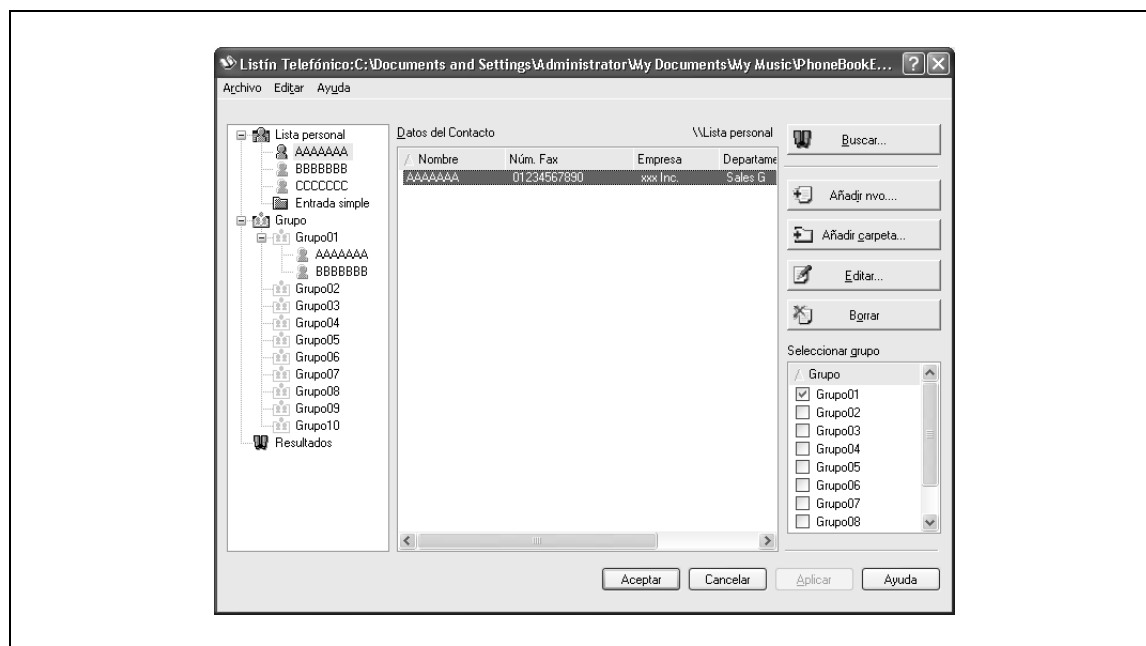 Listín Telefónico:C:\Documents and Settings\Administrator\My Documents\My Music\PhoneBookE...
Archivo Editar Ayuda
Lista personal
AAAAAAA
BBBBBBB
CCCCCCC
Entrada simple
Grupo
Grupo01
AAAAAAA
BBBBBBB
Grupo02
Grupo03
Grupo04
Grupo05
Grupo06
Grupo07
Grupo08
Grupo09
Grupo10
Resultados
Datos del Contacto \\Lista personal
Nombre Núm. Fax Empresa Departame
AAAAAAA 01234567890 xxx Inc. Sales G
Buscar...
Añadir nvo....
Añadir carpeta...
Editar...
Borrar
Seleccionar grupo
Grupo
Grupo01
Grupo02
Grupo03
Grupo04
Grupo05
Grupo06
Grupo07
Grupo08
Aceptar Cancelar Aplicar Ayuda